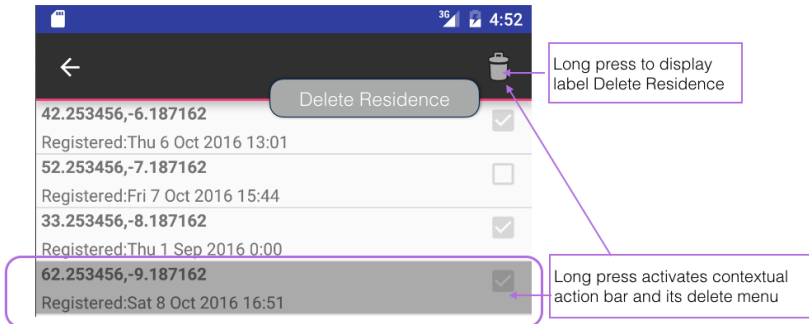 3G 4:52
Long press to display
label Delete Residence
Delete Residence
42.253456,-6.187162
Registered:Thu 6 Oct 2016 13:01
52.253456,-7.187162
Registered:Fri 7 Oct 2016 15:44
33.253456,-8.187162
Registered:Thu 1 Sep 2016 0:00
62.253456,-9.187162
Registered:Sat 8 Oct 2016 16:51
Long press activates contextual
action bar and its delete menu